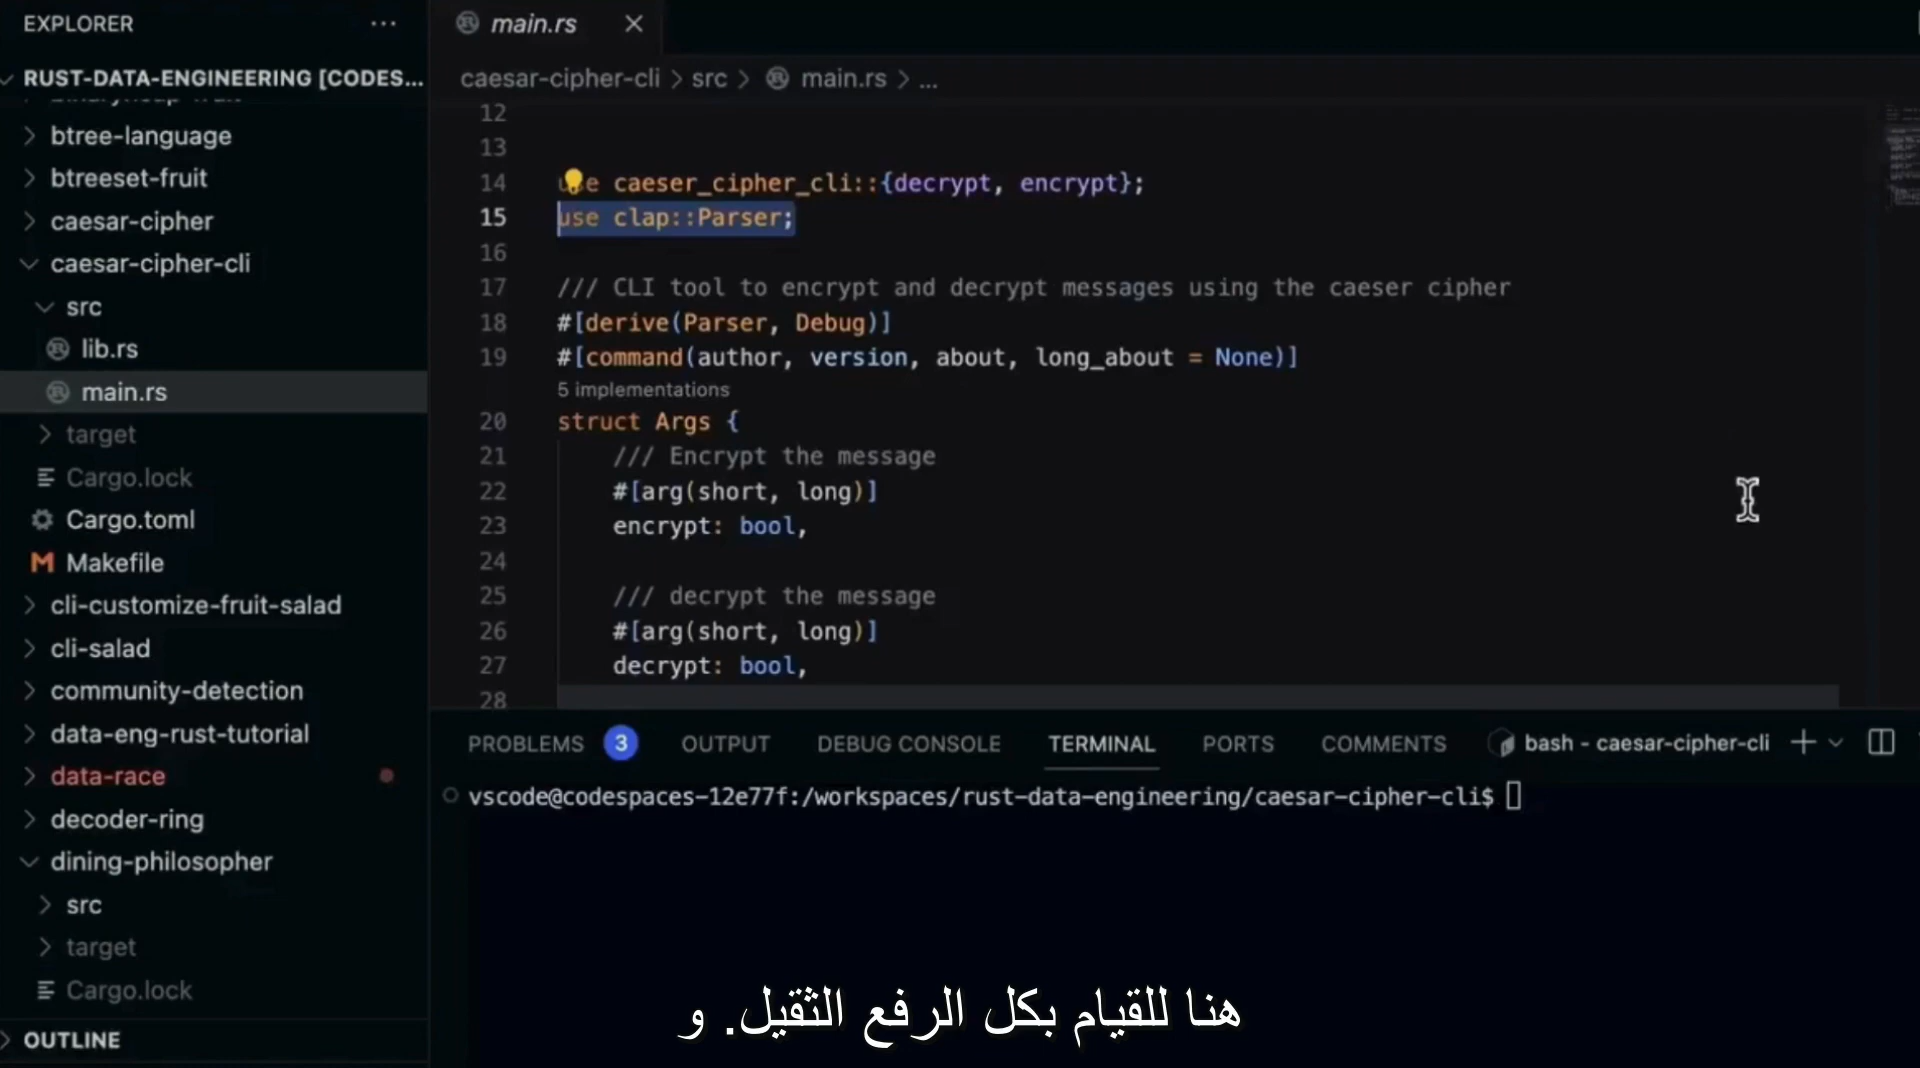 EXPLORER
RUST-DATA-ENGINEERING [CODES...
btree-language
btreeset-fruit
caesar-cipher
caesar-cipher-cli
src
lib.rs
main.rs
target
Cargo.lock
Cargo.toml
Makefile
cli-customize-fruit-salad
cli-salad
community-detection
data-eng-rust-tutorial
data-race
decoder-ring
dining-philosopher
src
target
Cargo.lock
OUTLINE
main.rs
caesar-cipher-cli > src > main.rs > ...
12
13
14 use caeser_cipher_cli::{decrypt, encrypt};
15 use clap::Parser;
16
17 /// CLI tool to encrypt and decrypt messages using the caeser cipher
18 #[derive(Parser, Debug)]
19 #[command(author, version, about, long_about = None)]
5 implementations
20 struct Args {
21 /// Encrypt the message
22 #[arg(short, long)]
23 encrypt: bool,
24
25 /// decrypt the message
26 #[arg(short, long)]
27 decrypt: bool,
28
PROBLEMS 3 OUTPUT DEBUG CONSOLE TERMINAL PORTS COMMENTS bash - caesar-cipher-cli
vscode@codespaces-12e77f:/workspaces/rust-data-engineering/caesar-cipher-cli$
هنا للقيام بكل الرفع الثقيل. و